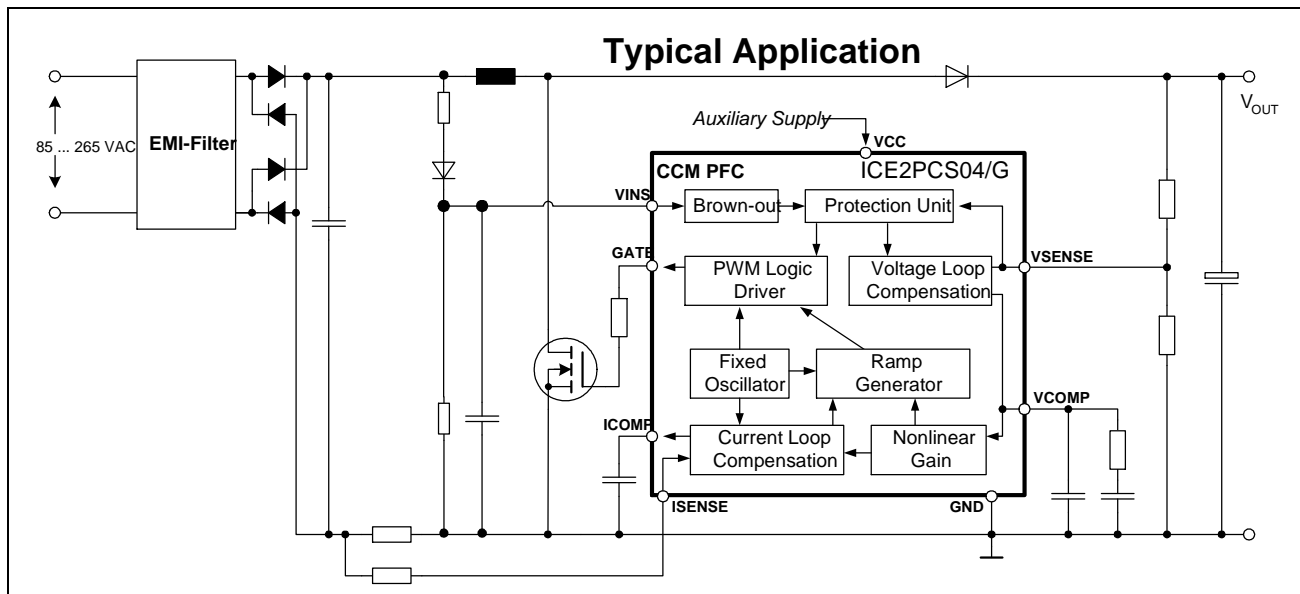 Typical Application
85 ... 265 VAC
EMI-Filter
Auxiliary Supply
VCC
V_OUT
CCM PFC
ICE2PCS04/G
VINS
Brown-out
Protection Unit
GATE
PWM Logic
Driver
Voltage Loop
Compensation
VSENSE
Fixed
Oscillator
Ramp
Generator
VCOMP
ICOMP
Current Loop
Compensation
Nonlinear
Gain
ISENSE
GND